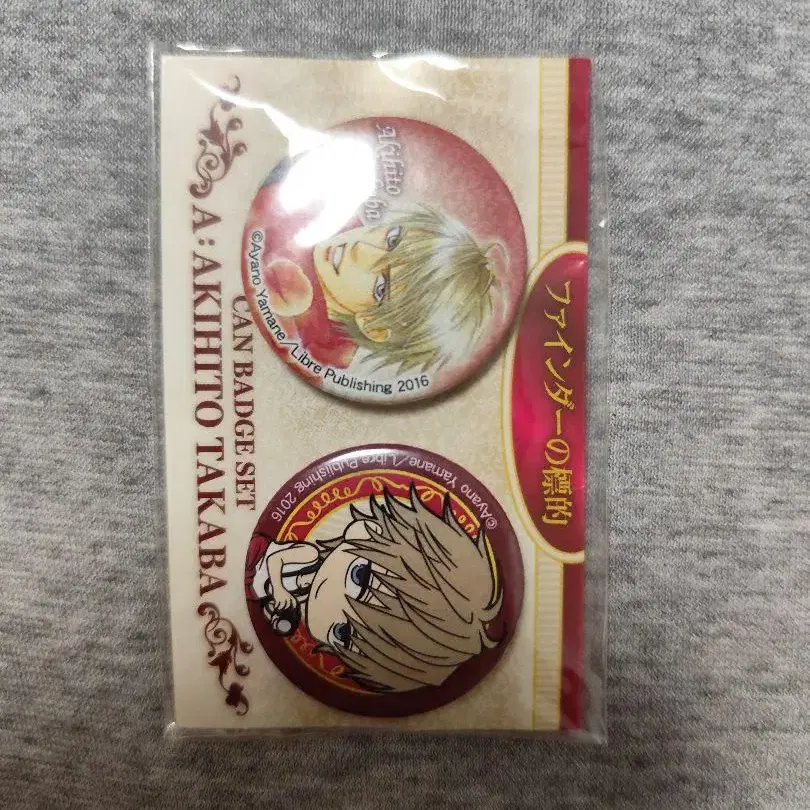 ファインダーの標的
Akihito
©Ayano Yamane/Libre Publishing 2016
©Ayano Yamane/Libre Publishing 2016
CAN BADGE SET
A : AKIHITO TAKABA